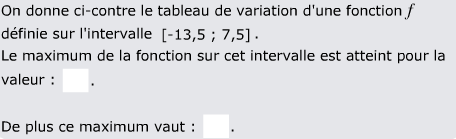 On donne ci-contre le tableau de variation d'une fonction f
définie sur l'intervalle [-13,5 ; 7,5] .
Le maximum de la fonction sur cet intervalle est atteint pour la
valeur : .
De plus ce maximum vaut : .